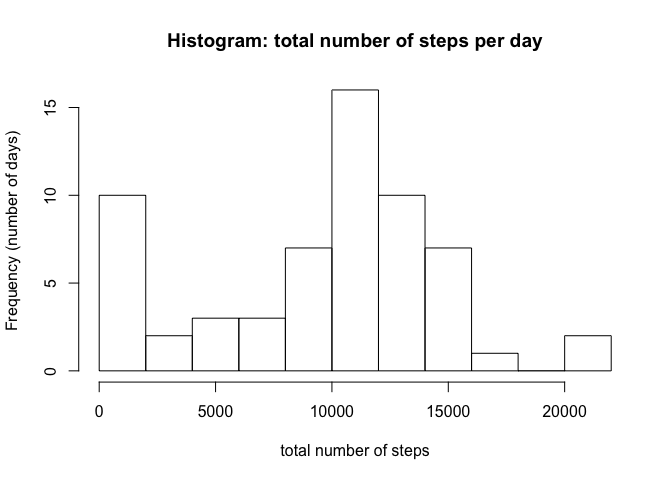 Histogram: total number of steps per day
Frequency (number of days)
15
10
5
0
0 5000 10000 15000 20000
total number of steps